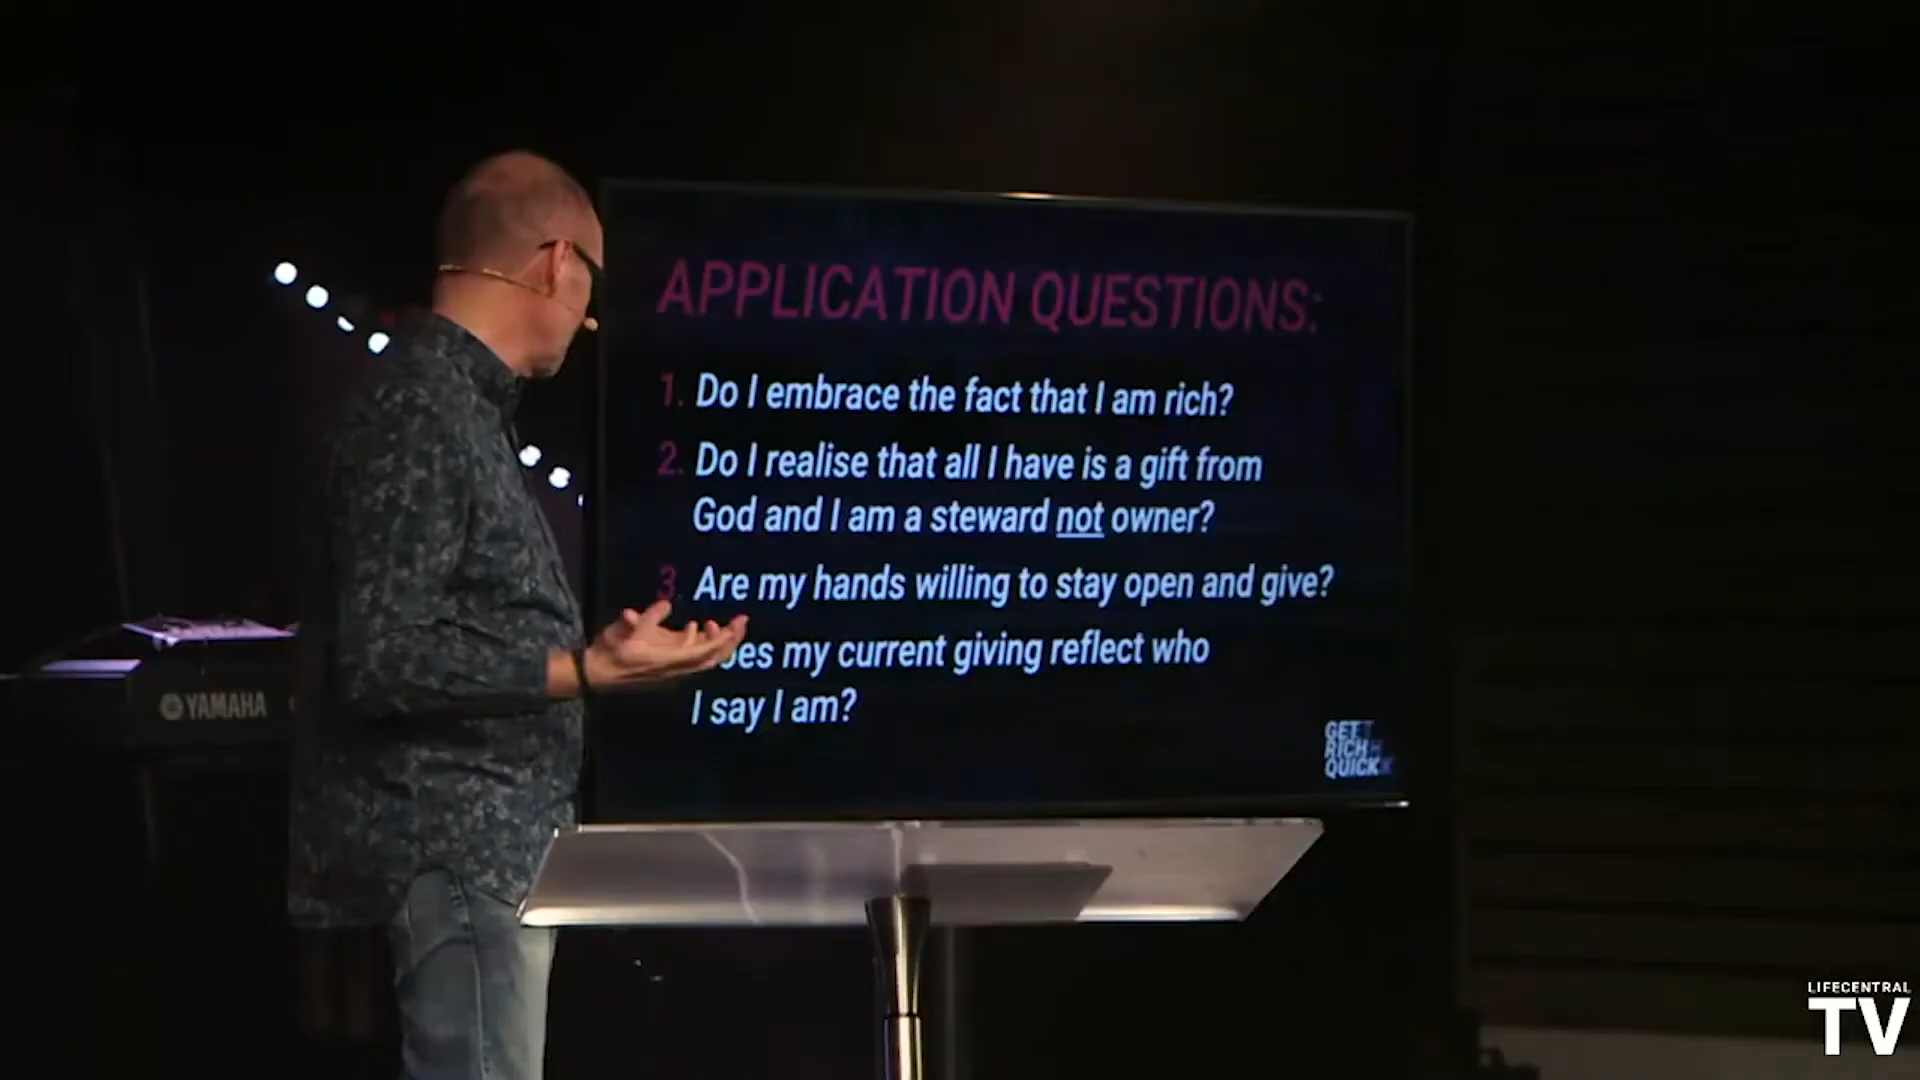 APPLICATION QUESTIONS:
1. Do I embrace the fact that I am rich?
2. Do I realise that all I have is a gift from
God and I am a steward not owner?
3. Are my hands willing to stay open and give?
my current giving reflect who
I say I am?
GET
RICH
QUICK
YAMAHA
LIFECENTRAL
TV